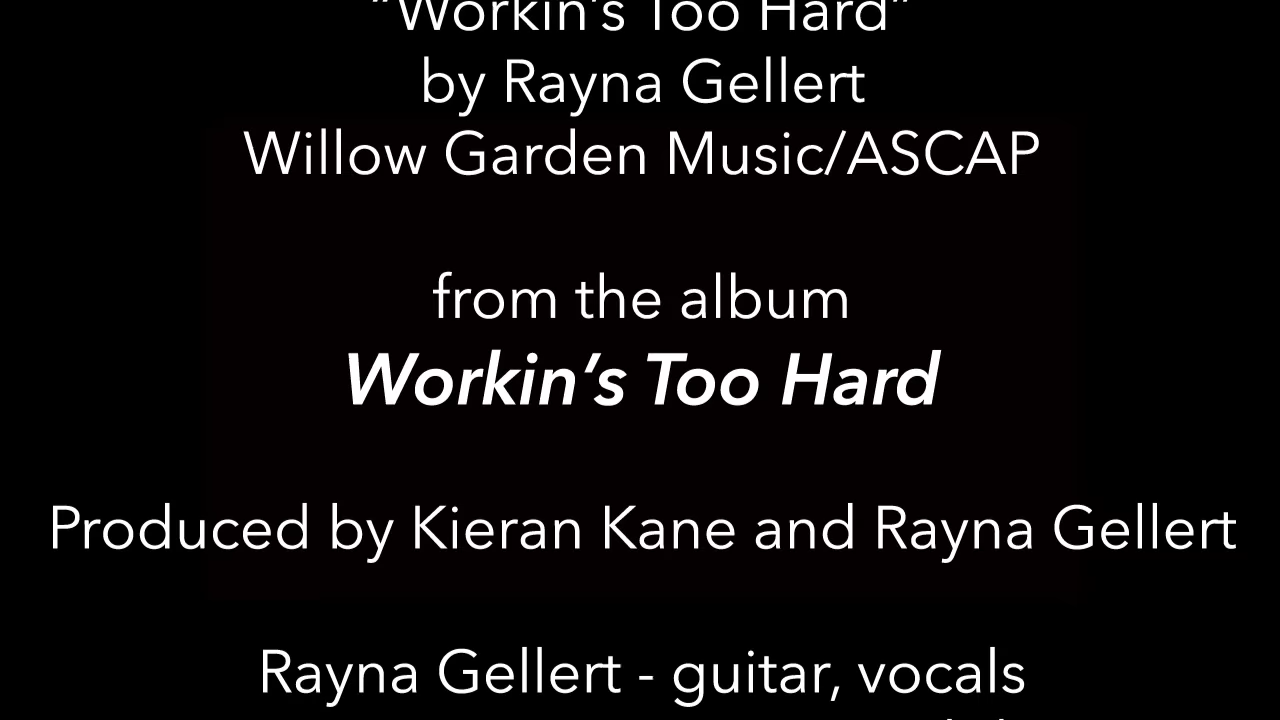 "Workin's Too Hard"
by Rayna Gellert
Willow Garden Music/ASCAP
from the album
Workin's Too Hard
Produced by Kieran Kane and Rayna Gellert
Rayna Gellert - guitar, vocals